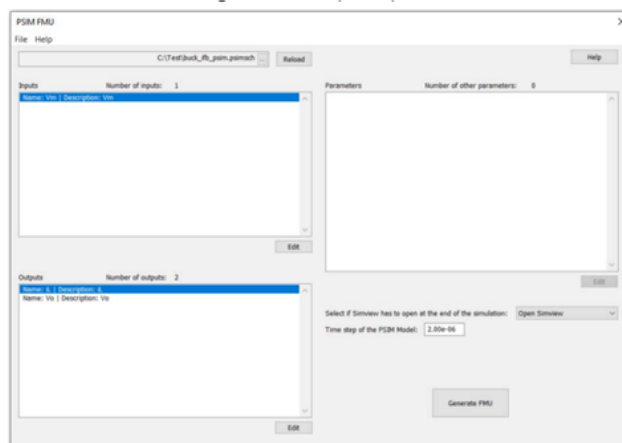 PSIM FMU
File Help
C:\Test\buck_ifb_psim.psimsch ... Reload
Help
Inputs Number of inputs: 1
Name: Vm | Description: Vm
Edit
Parameters Number of other parameters: 0
Edit
Outputs Number of outputs: 2
Name: iL | Description: iL
Name: Vo | Description: Vo
Edit
Select if Simview has to open at the end of the simulation: Open Simview
Time step of the PSIM Model: 2.00e-06
Generate FMU